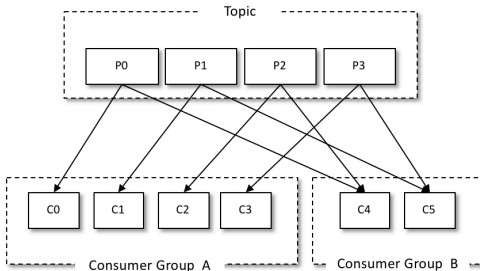 Topic
P0 P1 P2 P3
C0 C1 C2 C3 C4 C5
Consumer Group A Consumer Group B